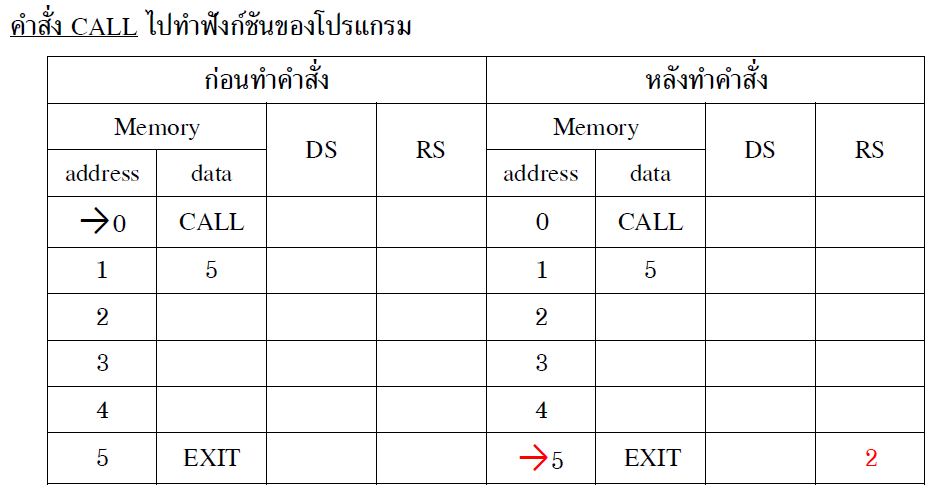 คำสั่ง CALL ไปทำฟังก์ชันของโปรแกรม
ก่อนทำคำสั่ง หลังทำคำสั่ง
Memory DS RS Memory DS RS
address data address data
→0 CALL 0 CALL
1 5 1 5
2 2
3 3
4 4
5 EXIT →5 EXIT 2